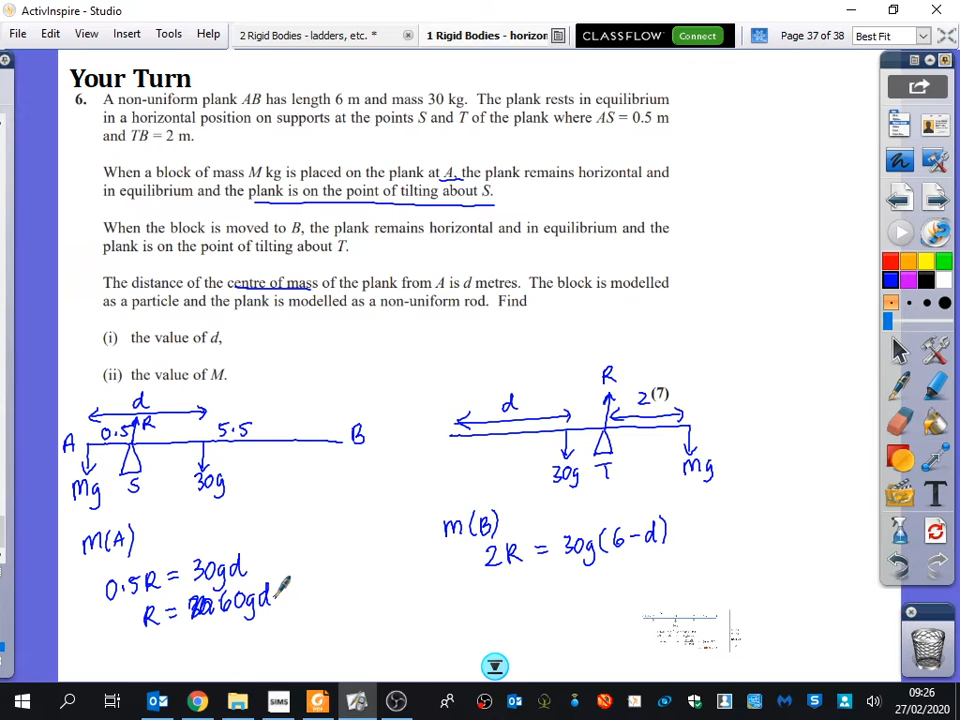 ActivInspire - Studio
File Edit View Insert Tools Help
2 Rigid Bodies - ladders, etc. *
1 Rigid Bodies - horizon
CLASSFLOW Connect
Page 37 of 38
Best Fit
Your Turn
6. A non-uniform plank AB has length 6 m and mass 30 kg. The plank rests in equilibrium
in a horizontal position on supports at the points S and T of the plank where AS = 0.5 m
and TB = 2 m.
When a block of mass M kg is placed on the plank at A, the plank remains horizontal and
in equilibrium and the plank is on the point of tilting about S.
When the block is moved to B, the plank remains horizontal and in equilibrium and the
plank is on the point of tilting about T.
The distance of the centre of mass of the plank from A is d metres. The block is modelled
as a particle and the plank is modelled as a non-uniform rod. Find
(i) the value of d,
(ii) the value of M.
(7)
d
0.5 R 5.5
A B
Mg S 30g
R
d 2
30g T Mg
M(A)
0.5R = 30gd
R = 60gd
M(B)
2R = 30g(6-d)
SIMS
09:26
27/02/2020